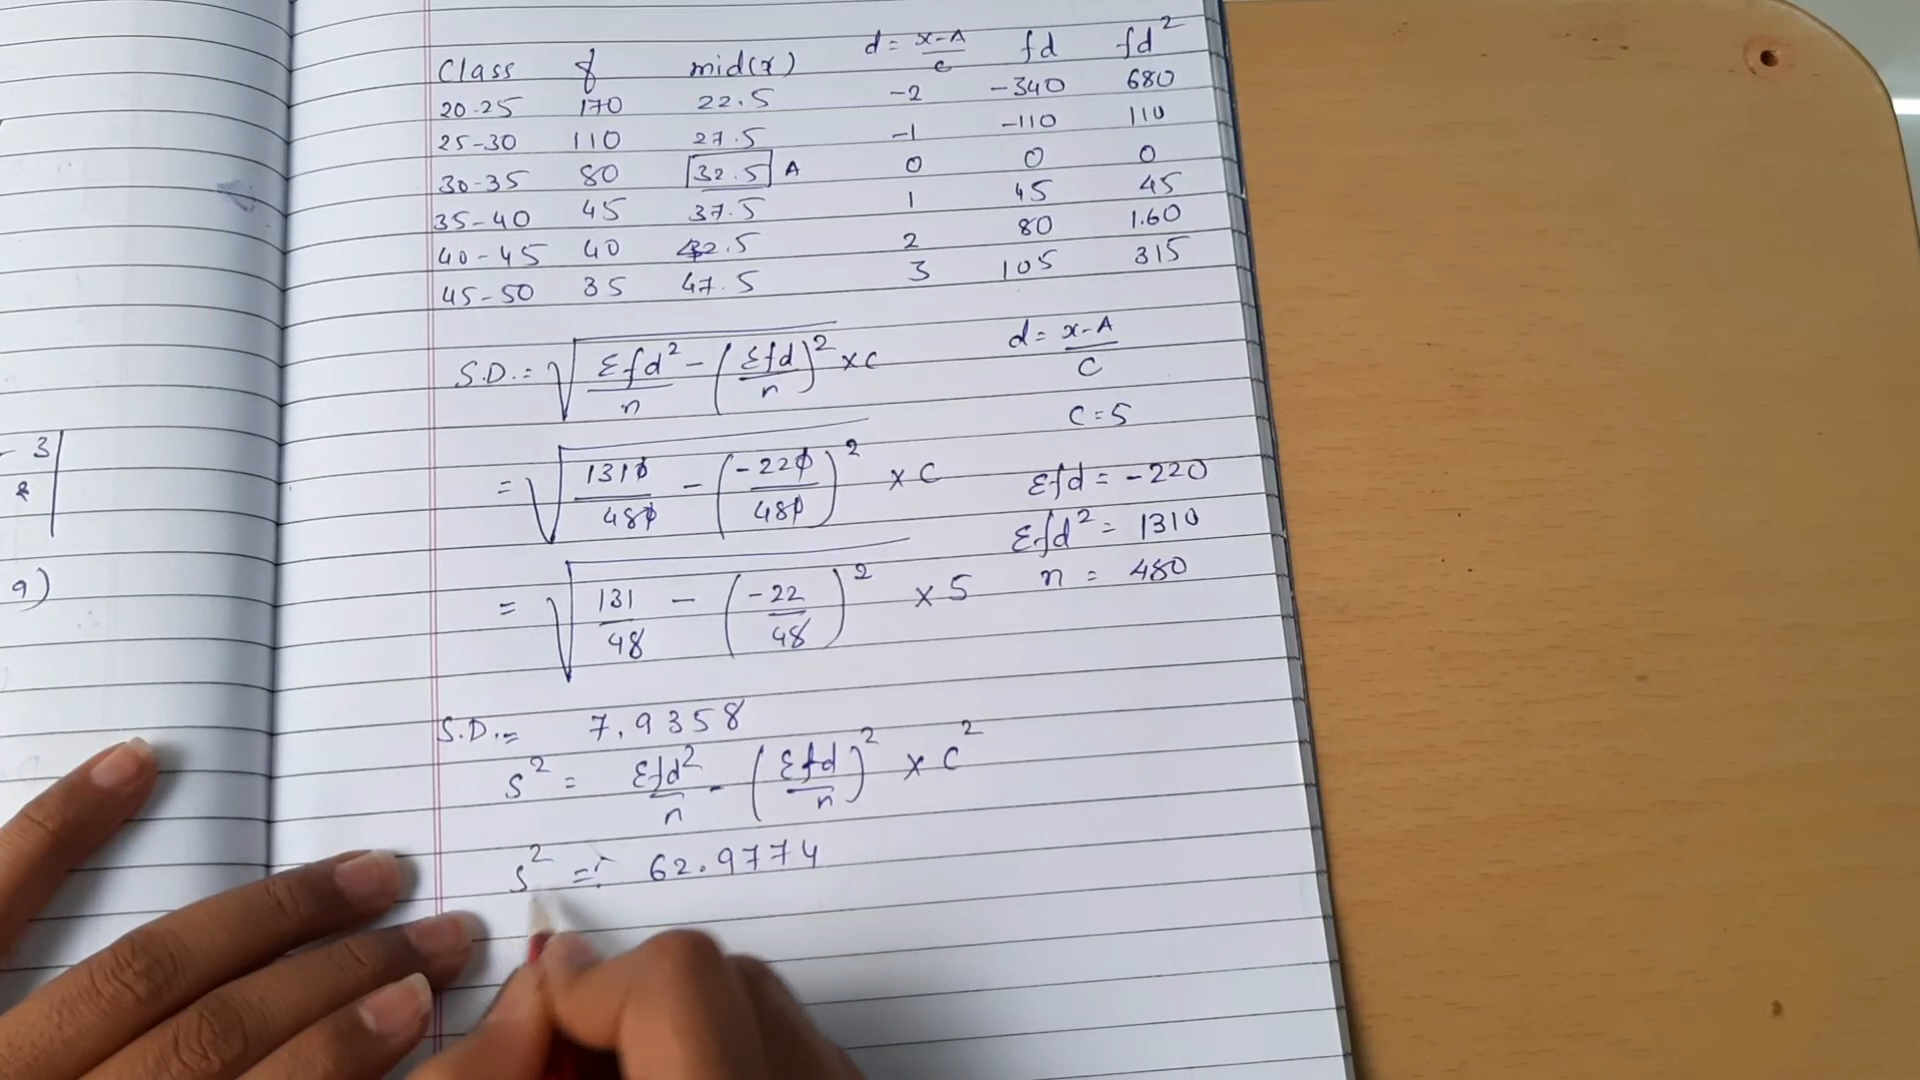 Class f mid(x) d = x-A/c fd fd²
20-25 170 22.5 -2 -340 680
25-30 110 27.5 -1 -110 110
30-35 80 32.5 A 0 0 0
35-40 45 37.5 1 45 45
40-45 40 42.5 2 80 1.60
45-50 35 47.5 3 105 315
S.D. = √(Σfd²/n - (Σfd/n)²) × C
d = x-A/C
C = 5
= √(1310/480 - (-220/480)²) × C
Σfd = -220
Σfd² = 1310
n = 480
= √(131/48 - (-22/48)²) × 5
S.D. = 7.9358
s² = Σfd²/n - (Σfd/n)² × C²
s² = 62.9774
- 3
9)